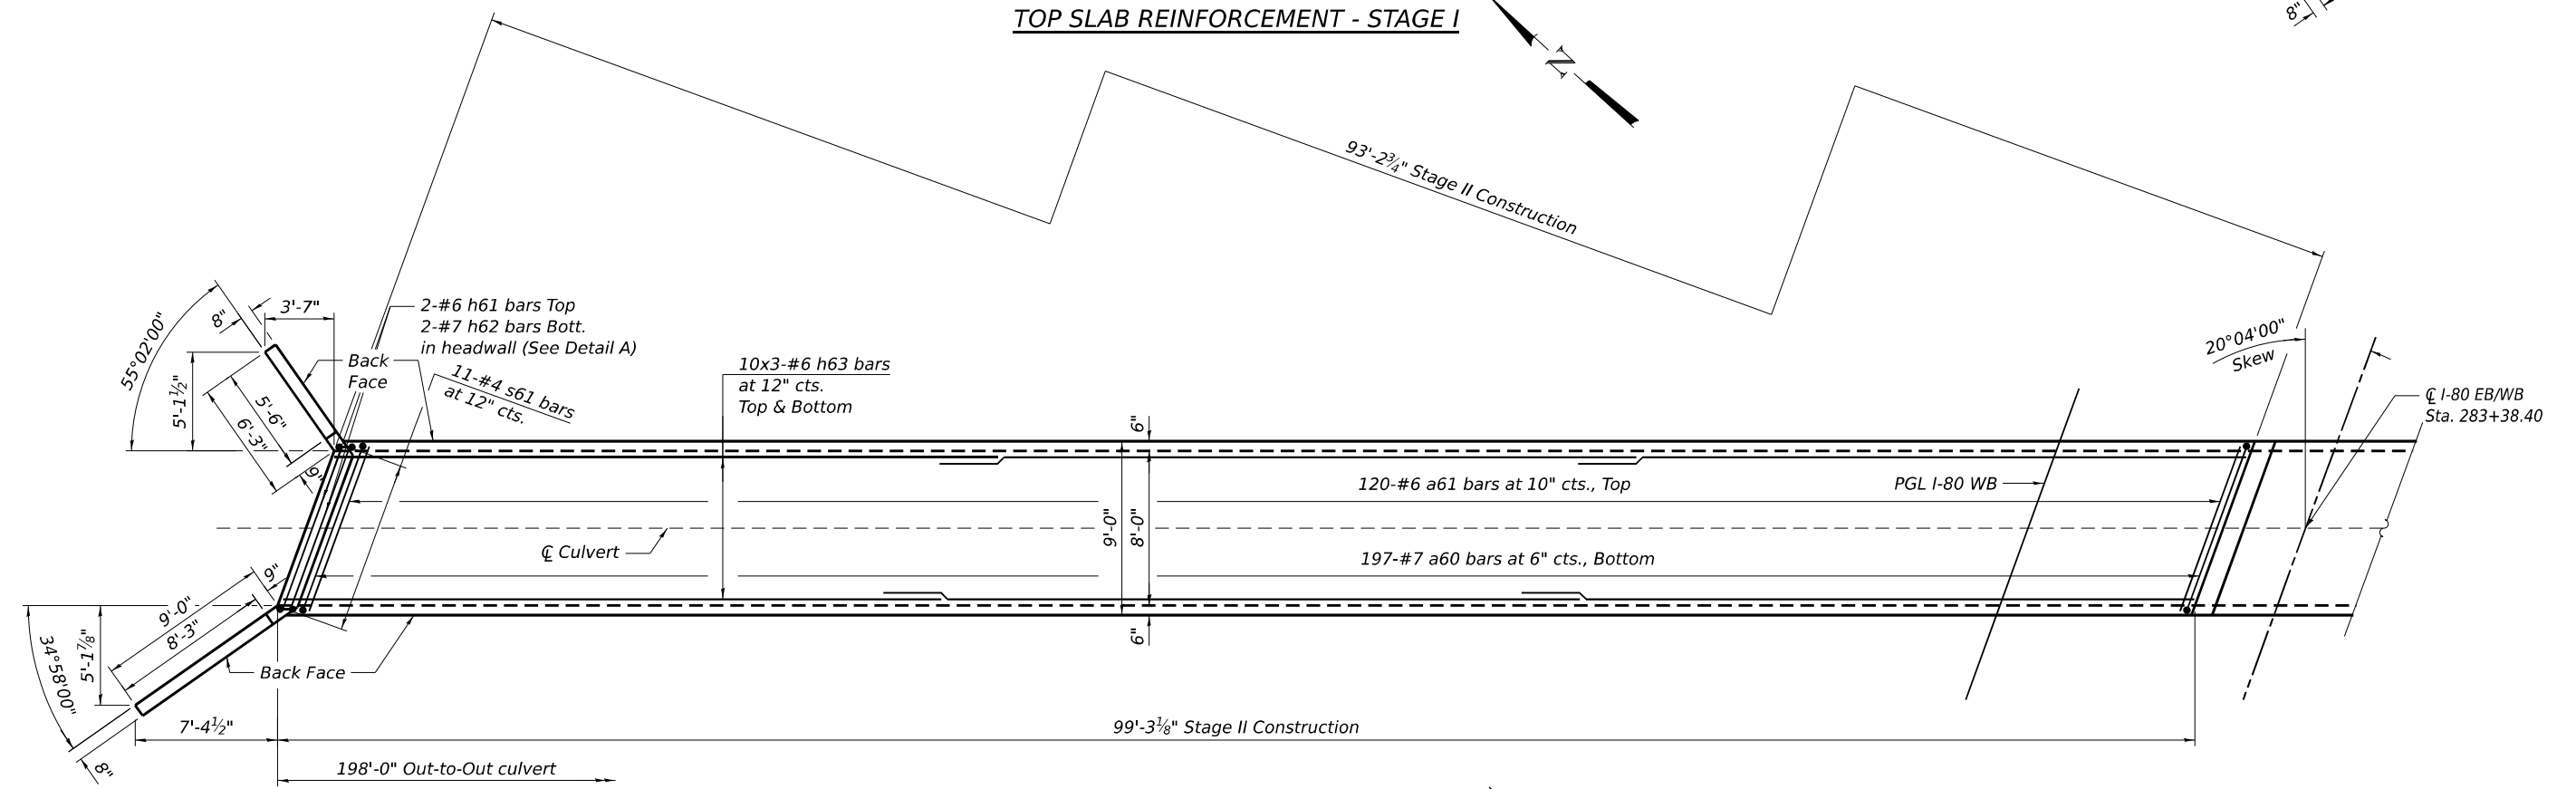 TOP SLAB REINFORCEMENT - STAGE I
8"
N
93'-2¾" Stage II Construction
55°02'00"
8"
3'-7"
2-#6 h61 bars Top
2-#7 h62 bars Bott.
in headwall (See Detail A)
Back
Face
11-#4 s61 bars
at 12" cts.
5'-1½"
5'-6"
6'-3"
9"
10x3-#6 h63 bars
at 12" cts.
Top & Bottom
6"
20°04'00"
Skew
℄ I-80 EB/WB
Sta. 283+38.40
120-#6 a61 bars at 10" cts., Top
PGL I-80 WB
9'-0"
8'-0"
℄ Culvert
197-#7 a60 bars at 6" cts., Bottom
9"
9'-0"
8'-3"
6"
34°58'00"
5'-1⅞"
Back Face
7'-4½"
99'-3⅛" Stage II Construction
8"
198'-0" Out-to-Out culvert